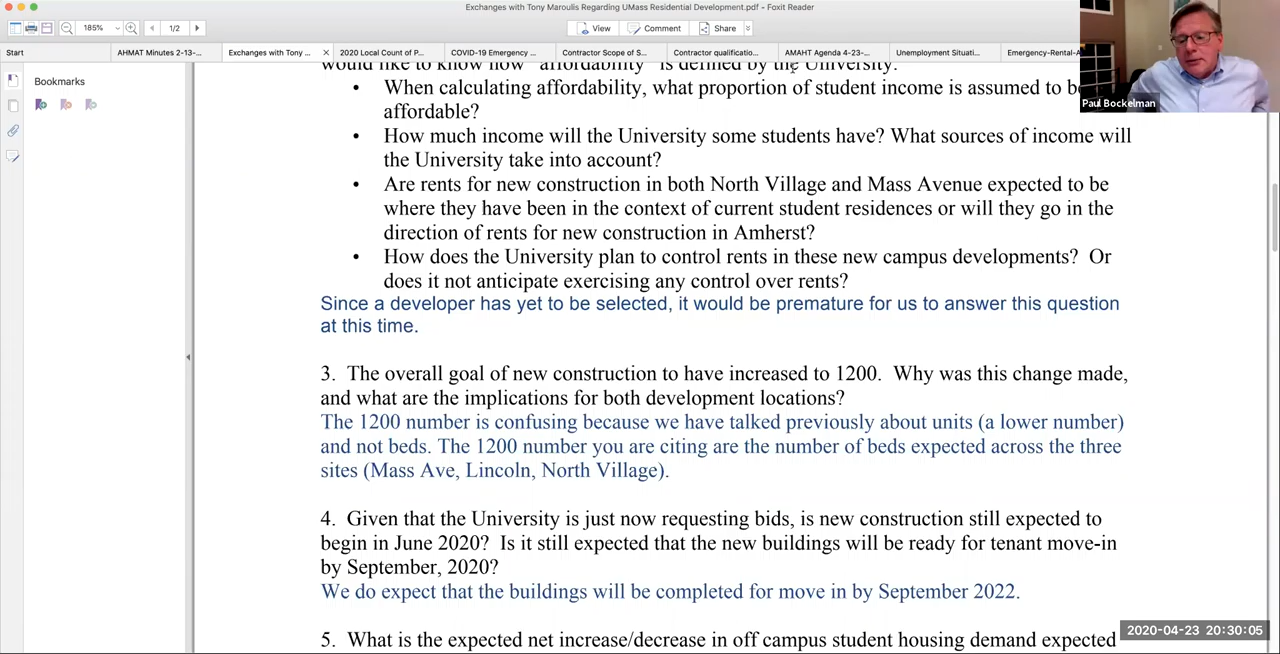 Exchanges with Tony Maroulis Regarding UMass Residential Development.pdf - Foxit Reader
185%
1/2
View
Comment
Share
Start
AHMAT Minutes 2-13-...
Exchanges with Tony ...
2020 Local Count of P...
COVID-19 Emergency ...
Contractor Scope of S...
Contractor qualificatio...
AMAHT Agenda 4-23-...
Unemployment Situati...
Emergency-Rental-A
Bookmarks
Paul Bockelman
would like to know how "affordability" is defined by the University.
• When calculating affordability, what proportion of student income is assumed to be
affordable?
• How much income will the University some students have? What sources of income will
the University take into account?
• Are rents for new construction in both North Village and Mass Avenue expected to be
where they have been in the context of current student residences or will they go in the
direction of rents for new construction in Amherst?
• How does the University plan to control rents in these new campus developments? Or
does it not anticipate exercising any control over rents?
Since a developer has yet to be selected, it would be premature for us to answer this question
at this time.
3. The overall goal of new construction to have increased to 1200. Why was this change made,
and what are the implications for both development locations?
The 1200 number is confusing because we have talked previously about units (a lower number)
and not beds. The 1200 number you are citing are the number of beds expected across the three
sites (Mass Ave, Lincoln, North Village).
4. Given that the University is just now requesting bids, is new construction still expected to
begin in June 2020? Is it still expected that the new buildings will be ready for tenant move-in
by September, 2020?
We do expect that the buildings will be completed for move in by September 2022.
5. What is the expected net increase/decrease in off campus student housing demand expected
2020-04-23 20:30:05